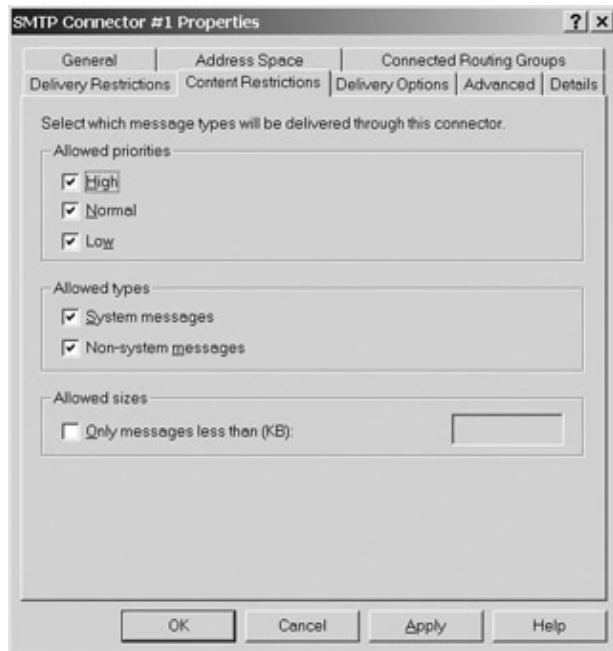 SMTP Connector #1 Properties
General Address Space Connected Routing Groups
Delivery Restrictions Content Restrictions Delivery Options Advanced Details
Select which message types will be delivered through this connector.
Allowed priorities
High
Normal
Low
Allowed types
System messages
Non-system messages
Allowed sizes
Only messages less than (KB):
OK Cancel Apply Help